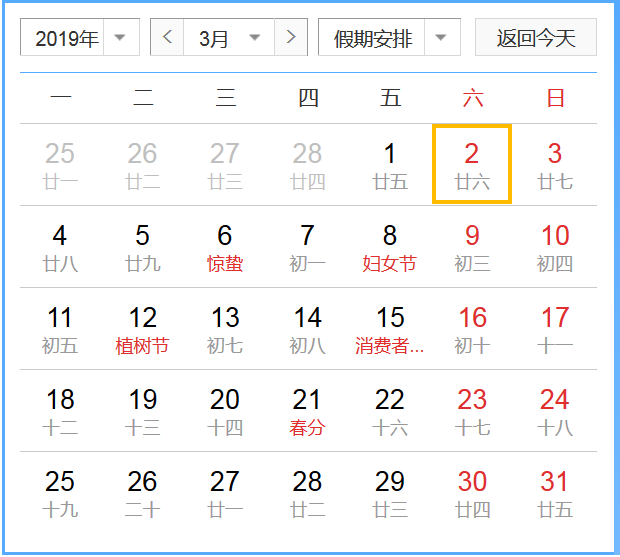 2019年 < 3月 > 假期安排 返回今天
一 二 三 四 五 六 日
25 26 27 28 1 2 3
廿一 廿二 廿三 廿四 廿五 廿六 廿七
4 5 6 7 8 9 10
廿八 廿九 惊蛰 初一 妇女节 初三 初四
11 12 13 14 15 16 17
初五 植树节 初七 初八 消费者... 初十 十一
18 19 20 21 22 23 24
十二 十三 十四 春分 十六 十七 十八
25 26 27 28 29 30 31
十九 二十 廿一 廿二 廿三 廿四 廿五